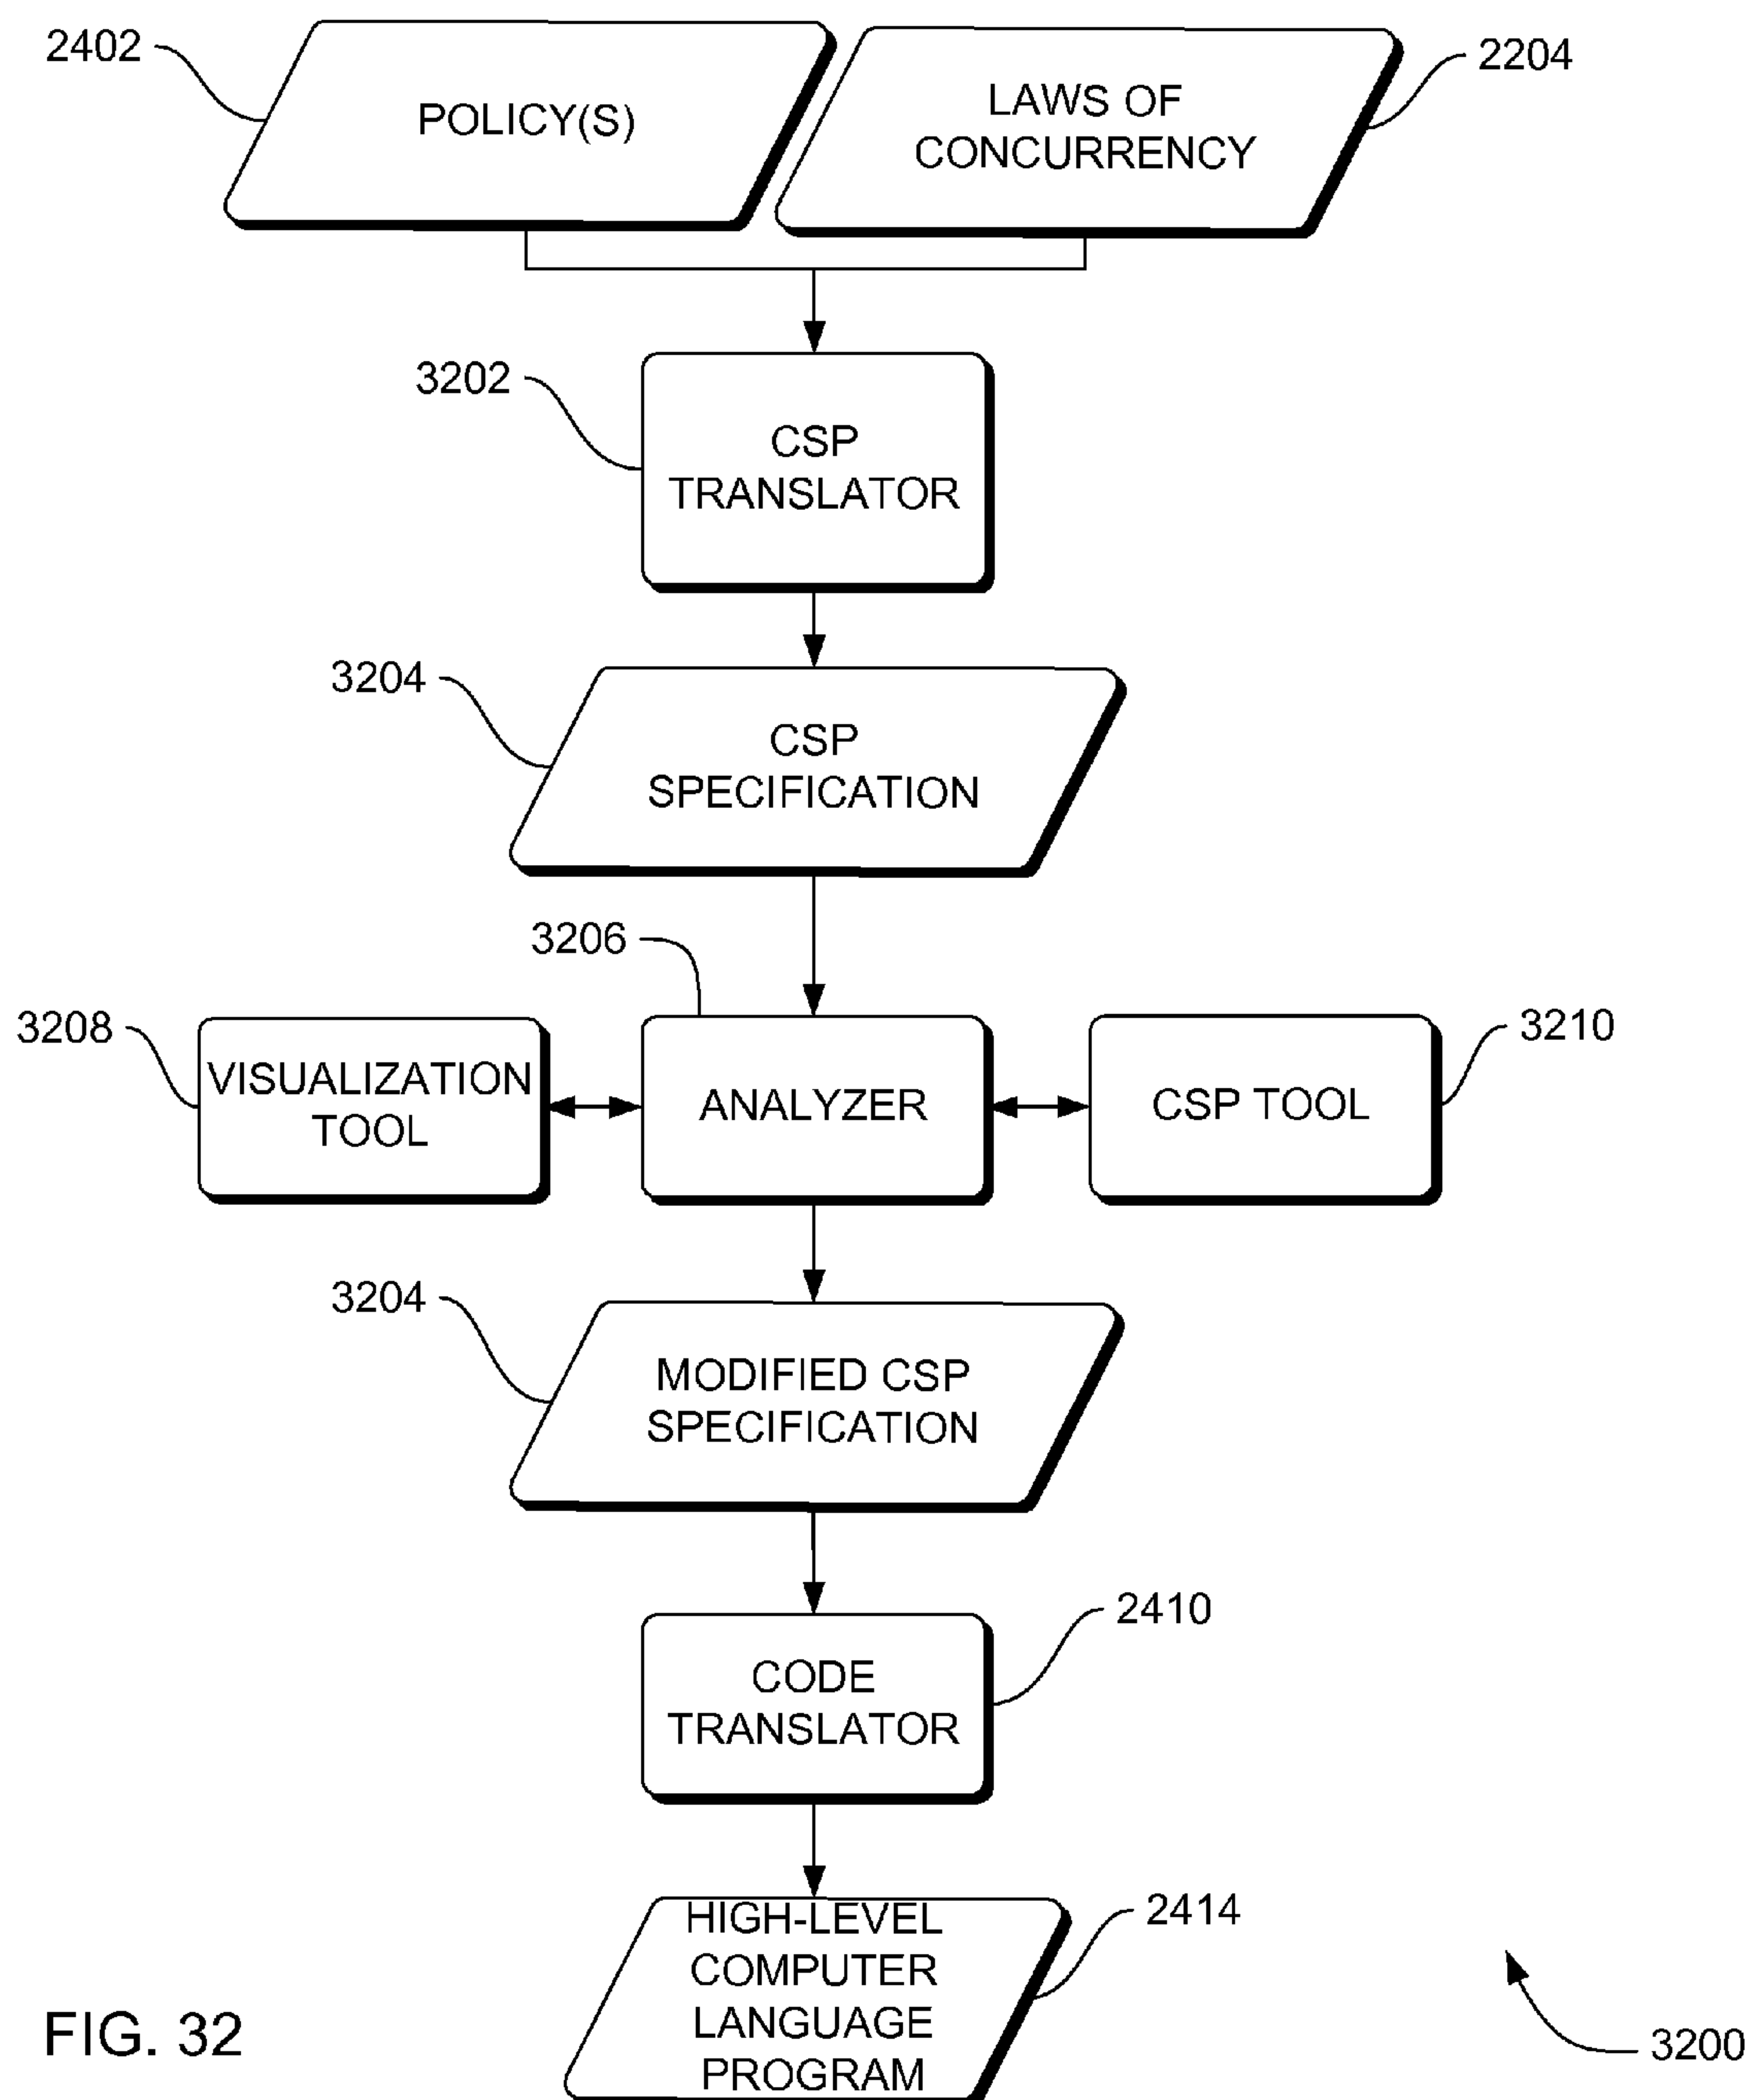 2402
POLICY(S)
LAWS OF
CONCURRENCY
2204
3202
CSP
TRANSLATOR
3204
CSP
SPECIFICATION
3206
3208
VISUALIZATION
TOOL
ANALYZER
CSP TOOL
3210
3204
MODIFIED CSP
SPECIFICATION
2410
CODE
TRANSLATOR
HIGH-LEVEL
COMPUTER
LANGUAGE
PROGRAM
2414
FIG. 32
3200